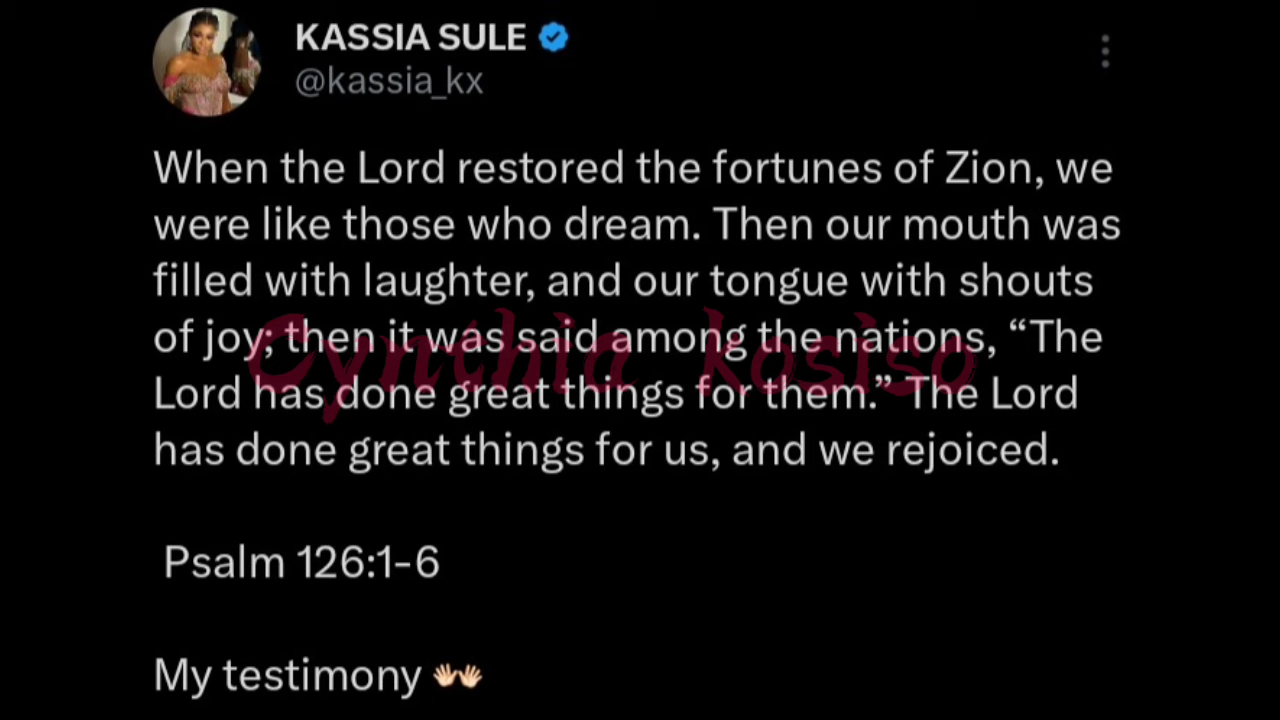 KASSIA SULE
@kassia_kx
When the Lord restored the fortunes of Zion, we
were like those who dream. Then our mouth was
filled with laughter, and our tongue with shouts
of joy; then it was said among the nations, “The
Lord has done great things for them.” The Lord
has done great things for us, and we rejoiced.
Cynthia kosiso
Psalm 126:1-6
My testimony 👐🏻